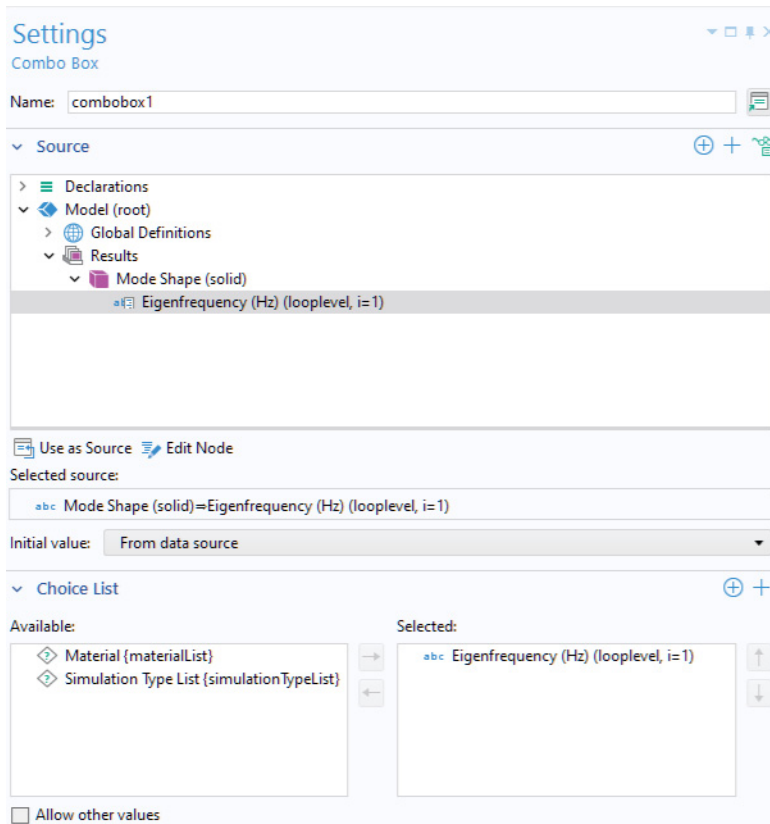 Settings
Combo Box
Name: combobox1
Source
Declarations
Model (root)
Global Definitions
Results
Mode Shape (solid)
Eigenfrequency (Hz) (looplevel, i=1)
Use as Source Edit Node
Selected source:
abc Mode Shape (solid)⇒Eigenfrequency (Hz) (looplevel, i=1)
Initial value: From data source
Choice List
Available: Selected:
Material {materialList} abc Eigenfrequency (Hz) (looplevel, i=1)
Simulation Type List {simulationTypeList}
Allow other values